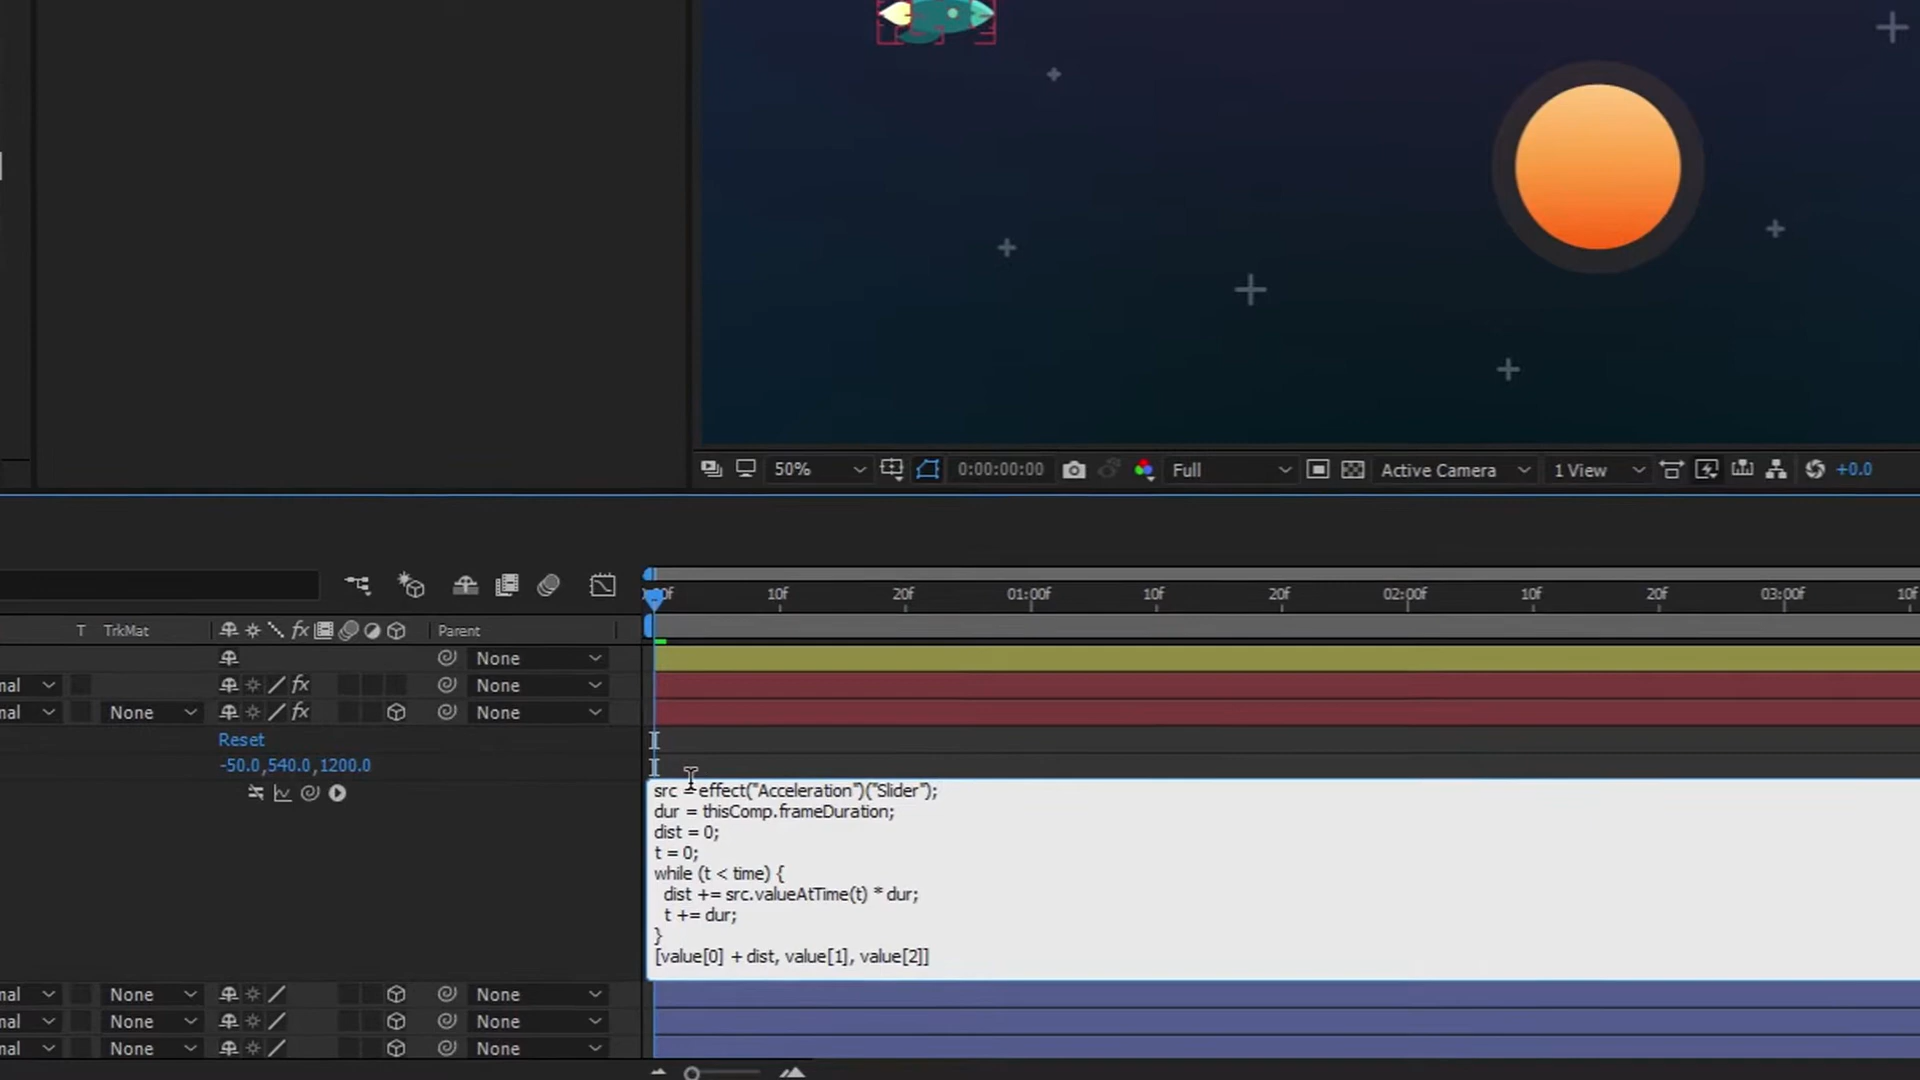 50%
0:00:00:00
Full
Active Camera
1 View
+0.0
10f
20f
01:00f
10f
20f
02:00f
10f
20f
03:00f
10f
T
TrkMat
fx
Parent
None
nal
fx
None
nal
None
fx
None
Reset
-50.0,540.0,1200.0
src = effect("Acceleration")("Slider");
dur = thisComp.frameDuration;
dist = 0;
t = 0;
while (t < time) {
dist += src.valueAtTime(t) * dur;
t += dur;
}
[value[0] + dist, value[1], value[2]]
nal
None
None
nal
None
None
nal
None
None